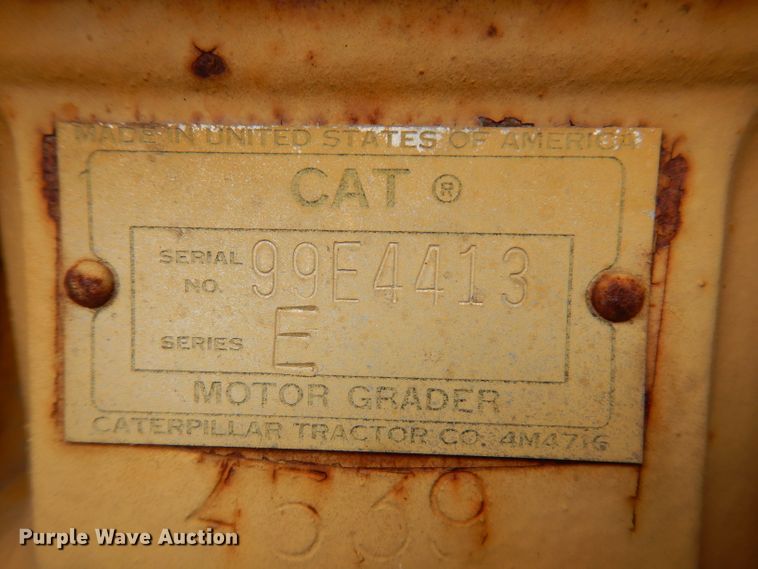 MADE IN UNITED STATES OF AMERICA
CAT ®
SERIAL NO. 99E4413
SERIES E
MOTOR GRADER
CATERPILLAR TRACTOR CO. 4M4716
4539
Purple Wave Auction